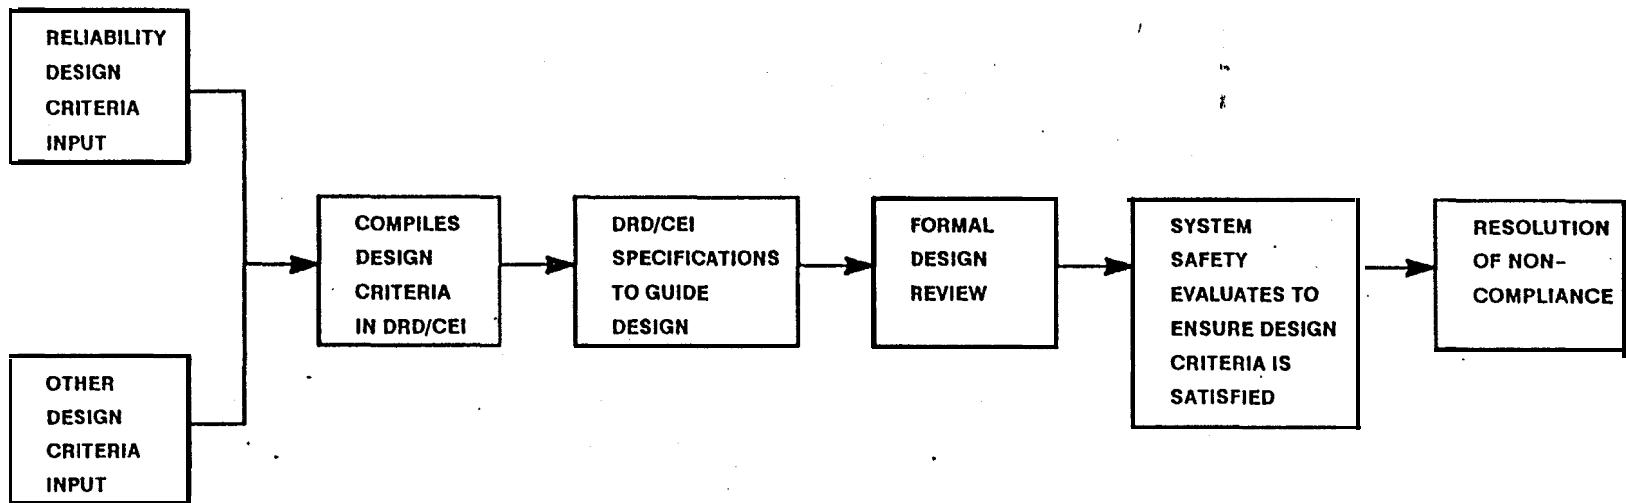 RELIABILITY
DESIGN
CRITERIA
INPUT
OTHER
DESIGN
CRITERIA
INPUT
COMPILES
DESIGN
CRITERIA
IN DRD/CEI
DRD/CEI
SPECIFICATIONS
TO GUIDE
DESIGN
FORMAL
DESIGN
REVIEW
SYSTEM
SAFETY
EVALUATES TO
ENSURE DESIGN
CRITERIA IS
SATISFIED
RESOLUTION
OF NON-
COMPLIANCE